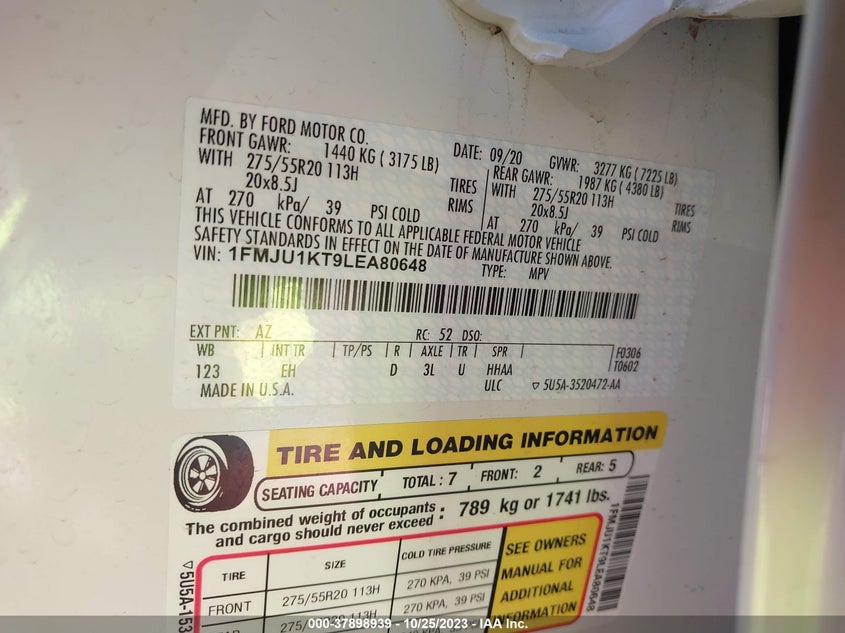 MFD. BY FORD MOTOR CO.
DATE: 09/20 GVWR: 3277 KG ( 7225 LB)
FRONT GAWR: 1440 KG ( 3175 LB)
REAR GAWR: 1987 KG ( 4380 LB)
WITH 275/55R20 113H TIRES
WITH 275/55R20 113H TIRES
20x8.5J RIMS
20x8.5J RIMS
AT 270 kPa/ 39 PSI COLD
AT 270 kPa/ 39 PSI COLD
THIS VEHICLE CONFORMS TO ALL APPLICABLE FEDERAL MOTOR VEHICLE
SAFETY STANDARDS IN EFFECT ON THE DATE OF MANUFACTURE SHOWN ABOVE.
VIN: 1FMJU1KT9LEA80648
TYPE: MPV
EXT PNT: AZ RC: 52 DSO:
WB INT TR TP/PS R AXLE TR SPR F0306
123 EH D 3L U HHAA T0602
MADE IN U.S.A. ULC 5U5A-3520472-AA
TIRE AND LOADING INFORMATION
SEATING CAPACITY TOTAL : 7 FRONT: 2 REAR: 5
The combined weight of occupants
and cargo should never exceed : 789 kg or 1741 lbs.
TIRE SIZE COLD TIRE PRESSURE
FRONT 275/55R20 113H 270 KPA, 39 PSI
275/55R20 113H 270 KPA, 39 PSI
SEE OWNERS
MANUAL FOR
ADDITIONAL
INFORMATION
1FMJU1KT9LEA80648
5U5A-153
000-37898939 - 10/25/2023 - IAA Inc.